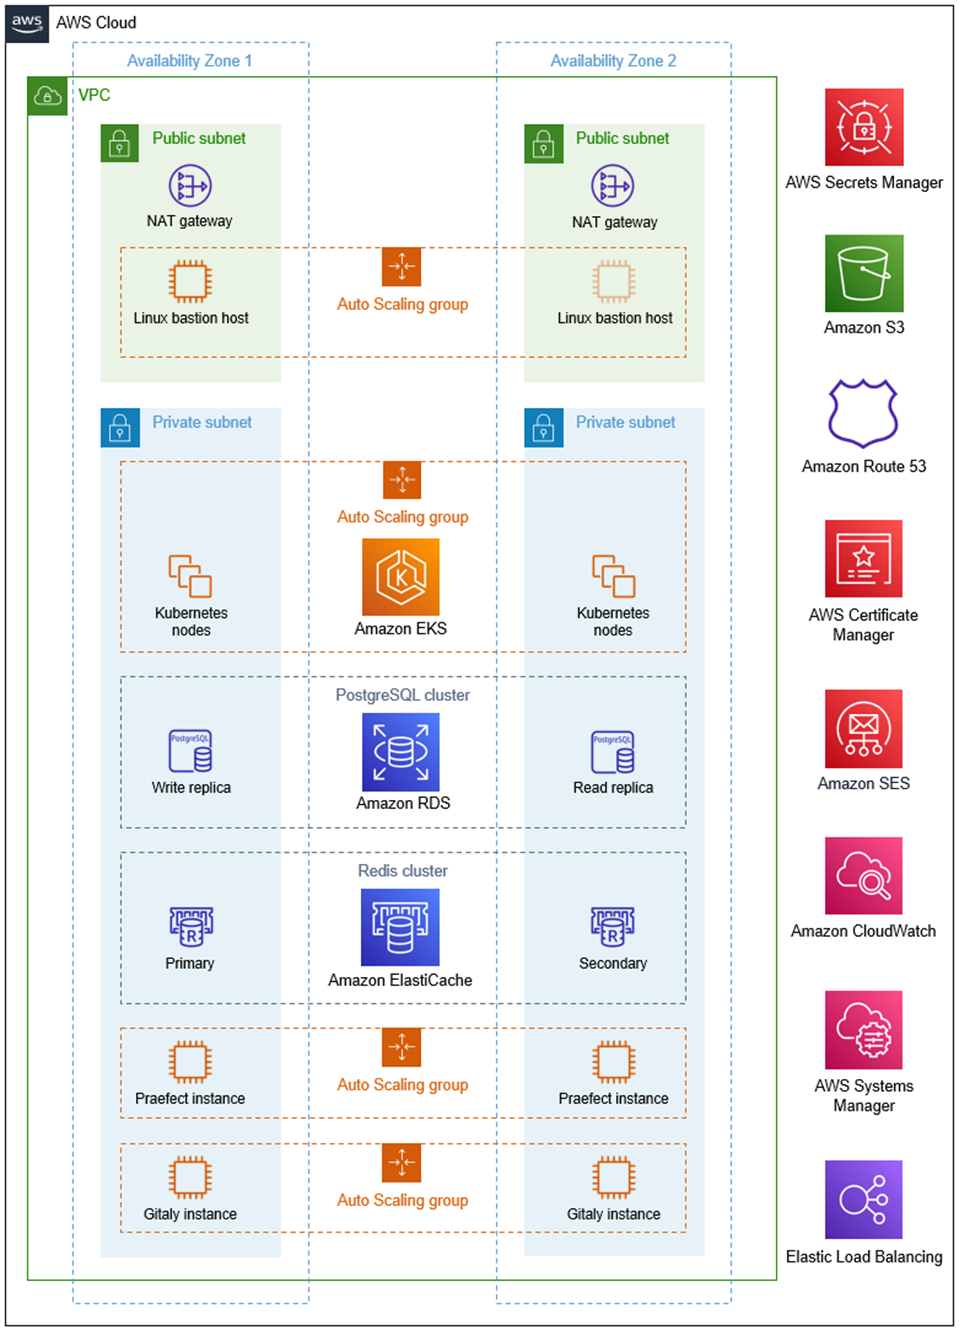 aws
AWS Cloud
Availability Zone 1
Availability Zone 2
VPC
Public subnet
Public subnet
NAT gateway
NAT gateway
Auto Scaling group
Linux bastion host
Linux bastion host
Private subnet
Private subnet
Auto Scaling group
K
Kubernetes
nodes
Amazon EKS
Kubernetes
nodes
PostgreSQL cluster
PostgreSQL
Write replica
Amazon RDS
PostgreSQL
Read replica
Redis cluster
R
Primary
Amazon ElastiCache
R
Secondary
Auto Scaling group
Praefect instance
Praefect instance
Auto Scaling group
Gitaly instance
Gitaly instance
AWS Secrets Manager
Amazon S3
Amazon Route 53
AWS Certificate
Manager
Amazon SES
Amazon CloudWatch
AWS Systems
Manager
Elastic Load Balancing